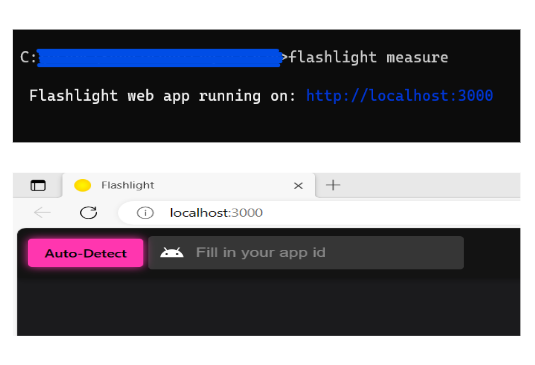 C: >flashlight measure
Flashlight web app running on: http://localhost:3000
Flashlight
localhost:3000
Auto-Detect
Fill in your app id